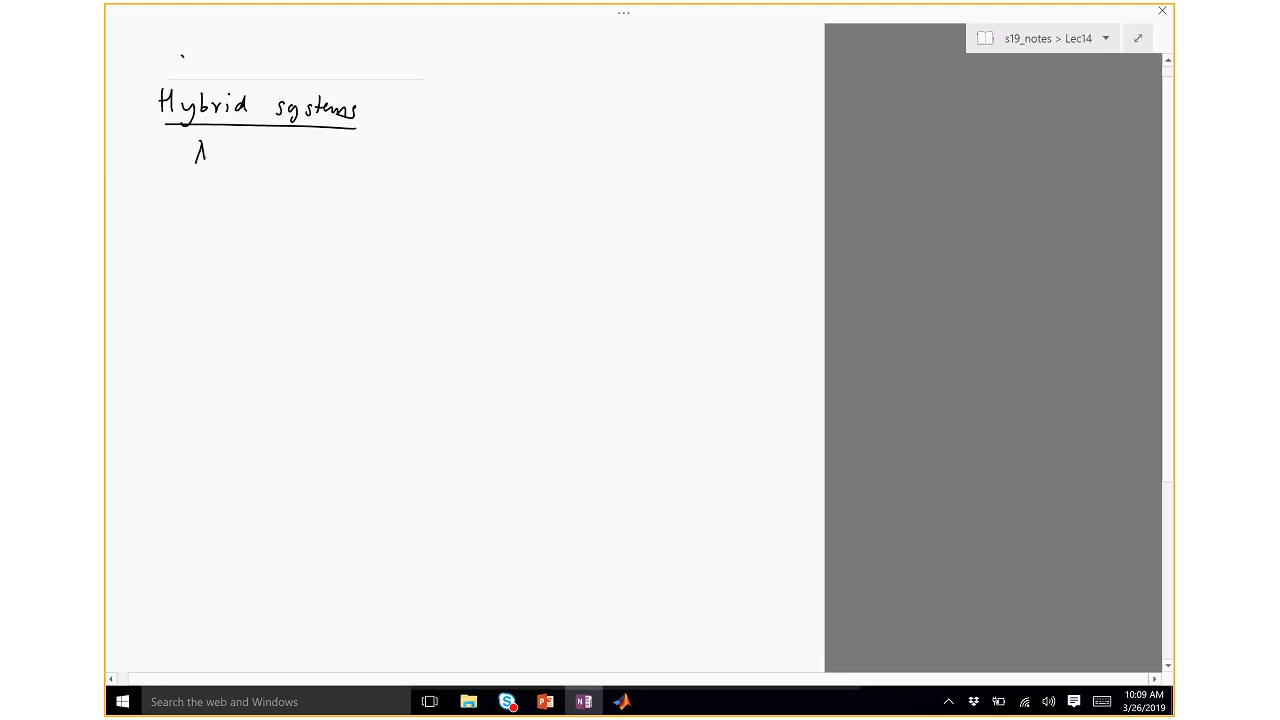 s19_notes > Lec14
Hybrid systems
λ
Search the web and Windows
10:09 AM
3/26/2019